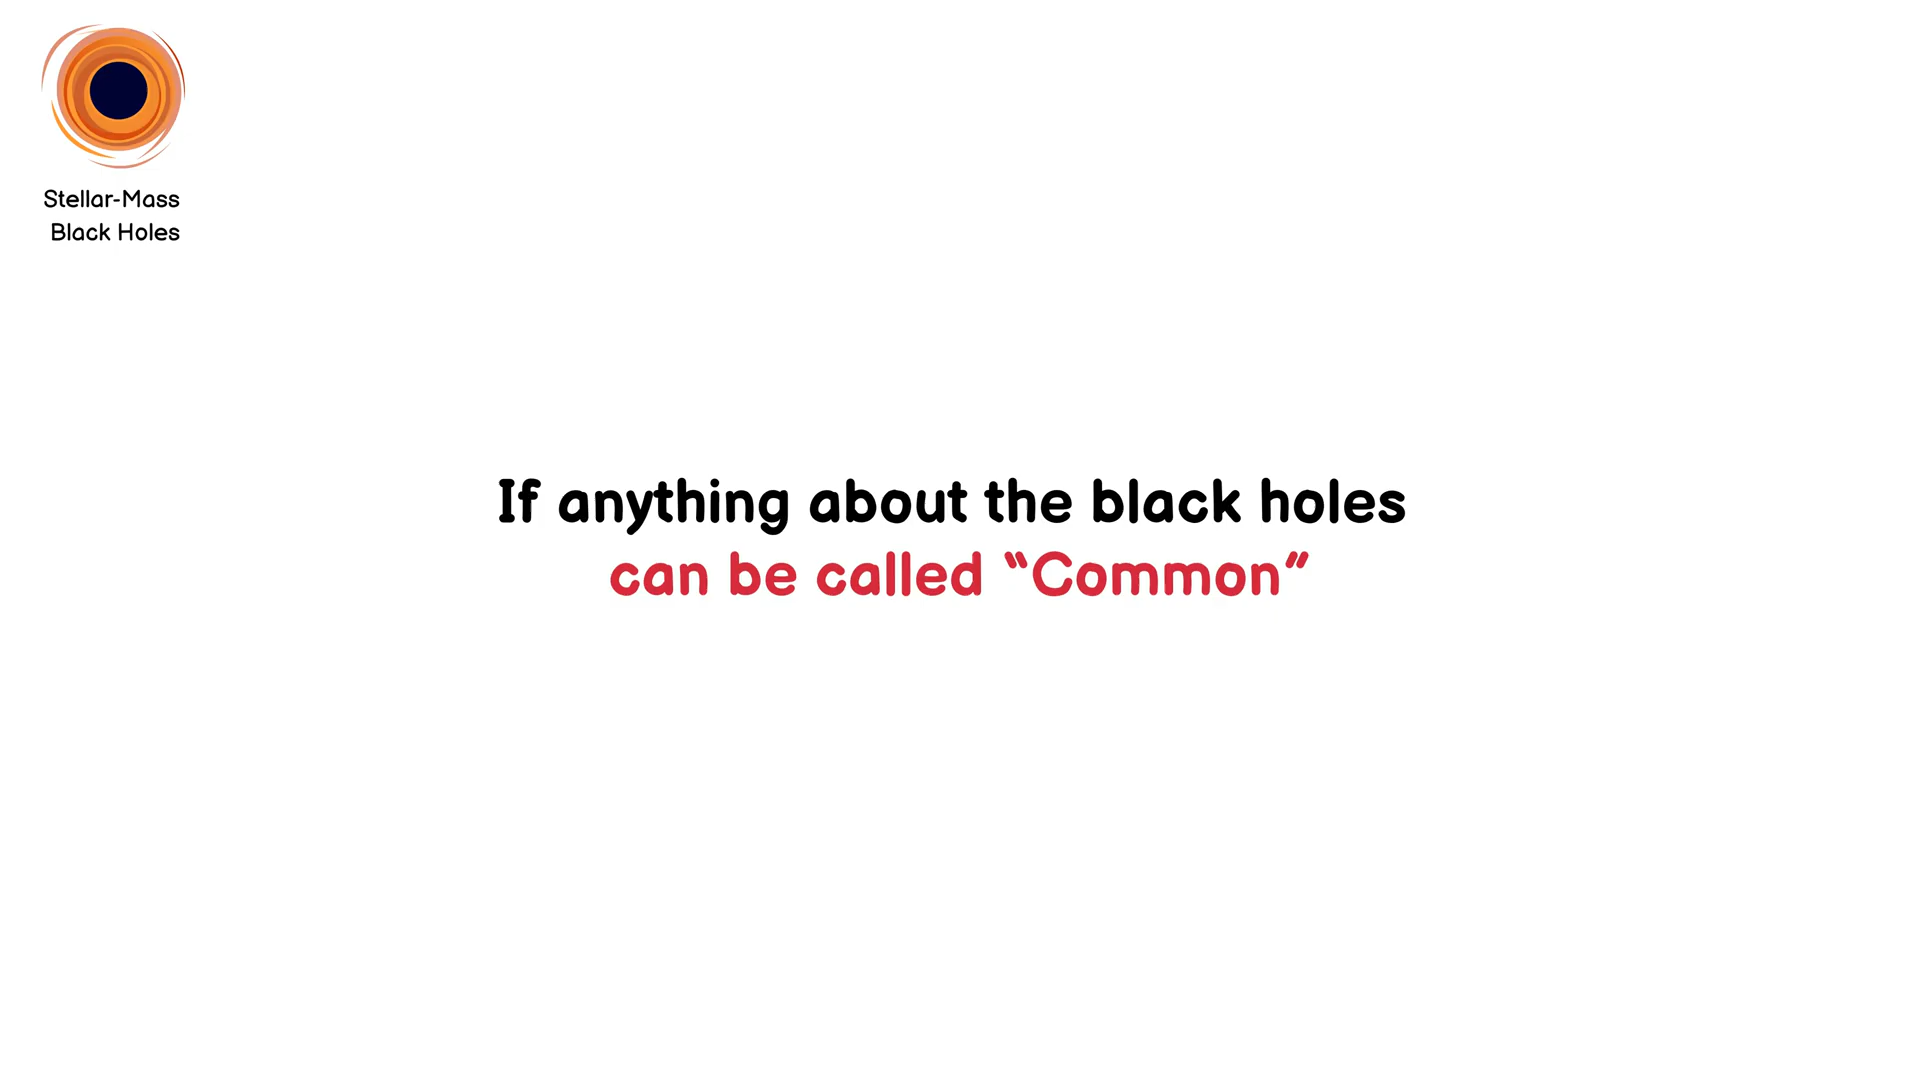 Stellar-Mass
Black Holes
If anything about the black holes
can be called “Common”